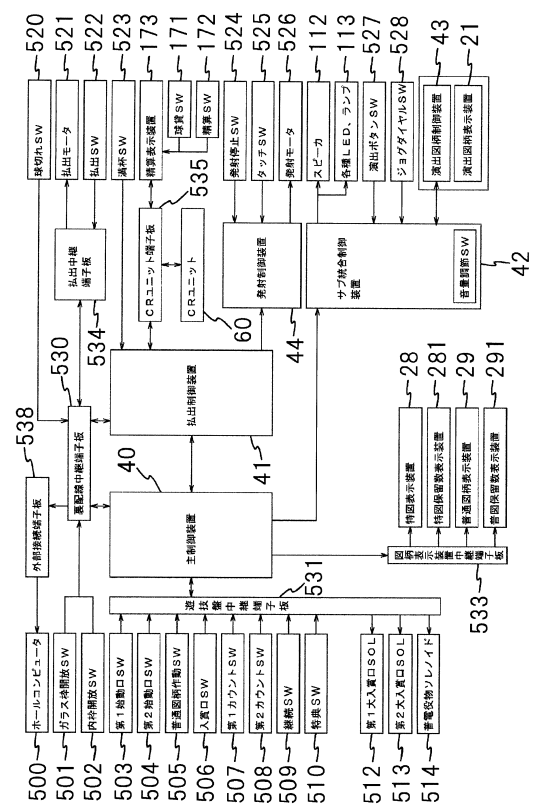 520
521
522
523
173
171
172
524
525
526
112
113
527
528
43
21
球切れSW
払出モータ
払出SW
満杯SW
精算表示装置
球貸SW
精算SW
発射停止SW
タッチSW
発射モータ
スピーカ
各種LED、ランプ
演出ボタンSW
ジョグダイヤルSW
演出図柄制御装置
演出図柄表示装置
535
払出中継
端子板
534
CRユニット端子板
CRユニット
60
発射制御装置
44
サブ統合制御
装置
音量調節SW
42
538
530
外部接続端子板
裏配線中継端子板
払出制御装置
41
40
主制御装置
28
281
29
291
特図表示装置
特図保留数表示装置
普通図柄表示装置
普図保留数表示装置
図柄表示装置中継端子板
533
遊技盤中継端子板
531
ホールコンピュータ
ガラス枠開放SW
内枠開放SW
第1始動口SW
第2始動口SW
普通図柄作動SW
入賞口SW
第1カウントSW
第2カウントSW
継続SW
特典SW
第1大入賞口SOL
第2大入賞口SOL
普電役物ソレノイド
500
501
502
503
504
505
506
507
508
509
510
512
513
514